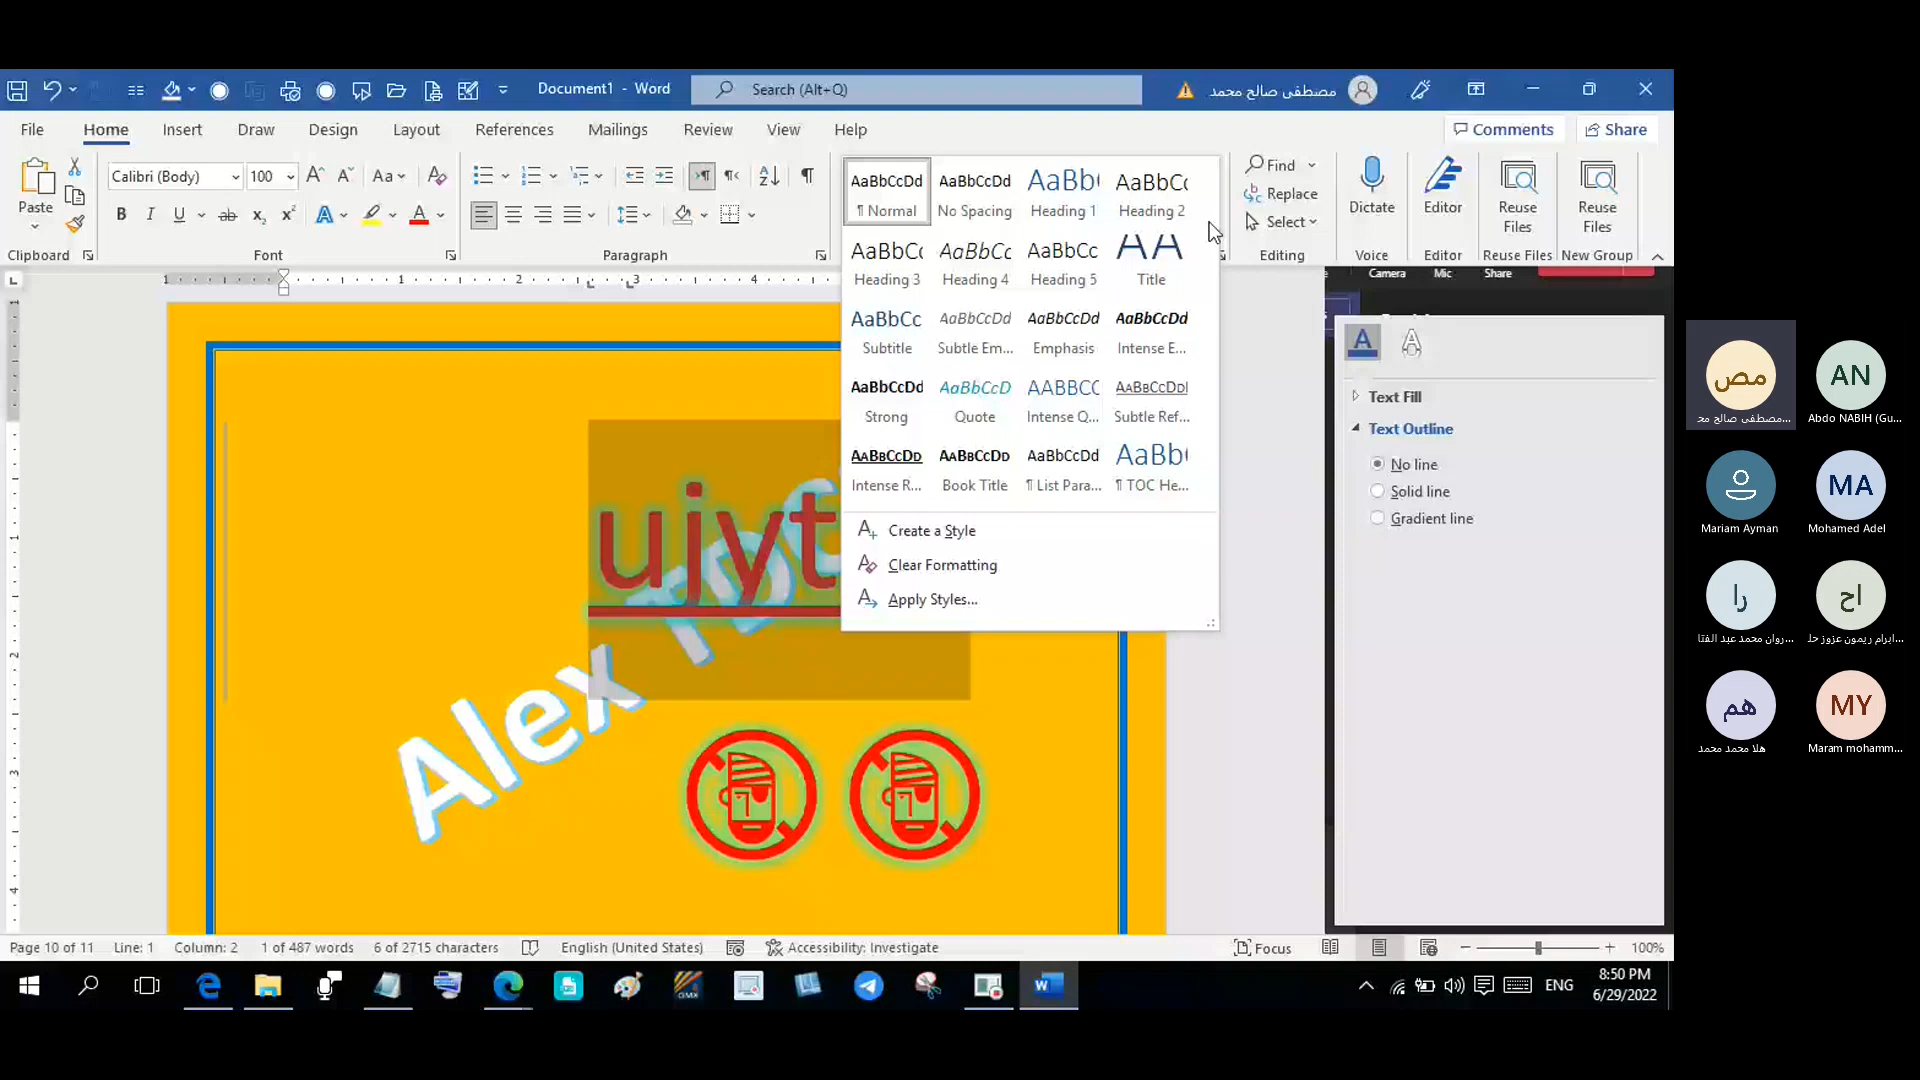 Document1 - Word
Search (Alt+Q)
مصطفى صالح محمد
File Home Insert Draw Design Layout References Mailings Review View Help
Comments Share
Paste
Calibri (Body) 100
Clipboard Font Paragraph
AaBbCcDd AaBbCcDd AaBb( AaBbCc
¶ Normal No Spacing Heading 1 Heading 2
AaBbCc AaBbCc AaBbCc AA
Heading 3 Heading 4 Heading 5 Title
AaBbCc AaBbCcDd AaBbCcDd AaBbCcDd
Subtitle Subtle Em... Emphasis Intense E...
AaBbCcDd AaBbCcD AABBCC AABBCCDD
Strong Quote Intense Q... Subtle Ref...
AABBCCDD AABBCCDD AaBbCcDd AaBb(
Intense R... Book Title ¶ List Para... ¶ TOC He...
Create a Style
Clear Formatting
Apply Styles...
Find
Replace
Select
Editing
Dictate
Voice
Editor
Editor
Reuse Files
Reuse Files
Reuse Files
New Group
Camera Mic Share
1 1 2 3 4
ujyt
Alex
Text Fill
Text Outline
No line
Solid line
Gradient line
مص
مصطفى صالح مح...
AN
Abdo NABIH (Gu...
Mariam Ayman
MA
Mohamed Adel
را
روان محمد عبد الفتا...
اح
ابرام ريمون عزوز حل...
هم
هلا محمد محمد
MY
Maram mohamm...
Page 10 of 11 Line: 1 Column: 2 1 of 487 words 6 of 2715 characters English (United States) Accessibility: Investigate
Focus 100%
ENG
8:50 PM
6/29/2022